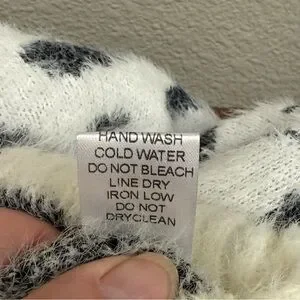 HAND WASH
COLD WATER
DO NOT BLEACH
LINE DRY
IRON LOW
DO NOT
DRYCLEAN